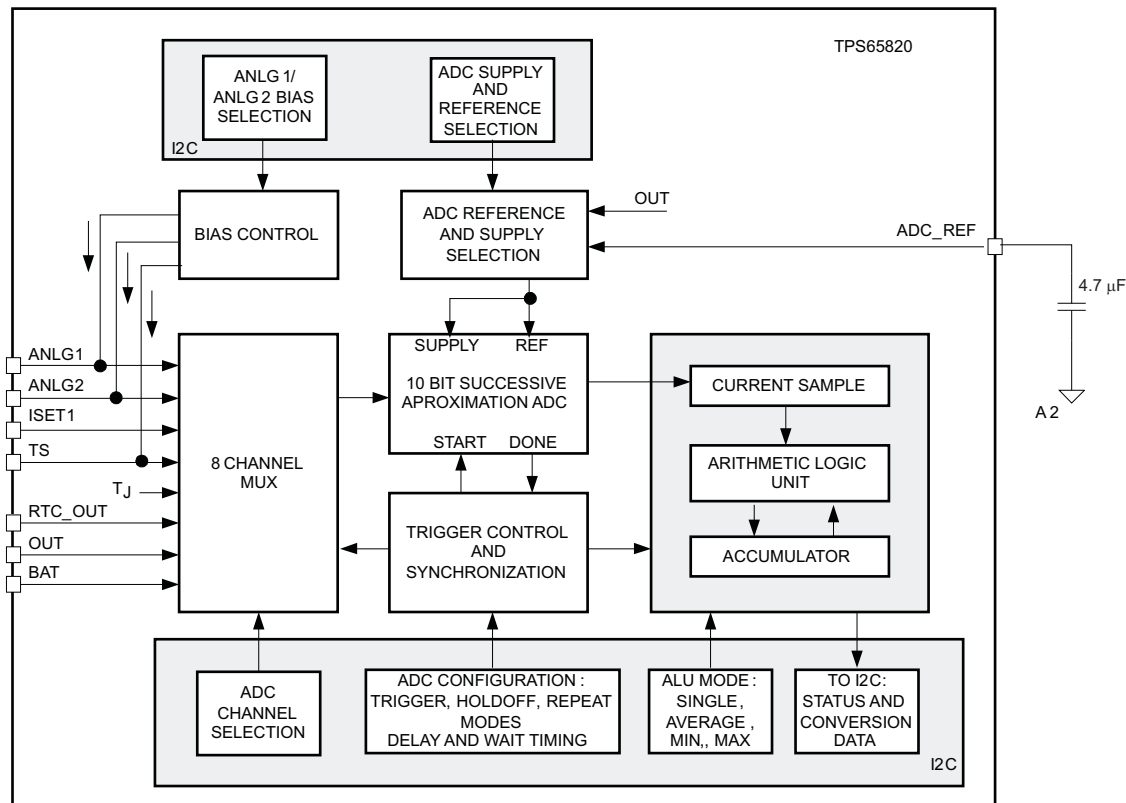 TPS65820
ANLG 1/
ANLG 2 BIAS
SELECTION
ADC SUPPLY
AND
REFERENCE
SELECTION
I2C
BIAS CONTROL
ADC REFERENCE
AND SUPPLY
SELECTION
OUT
ADC_REF
4.7 μF
A 2
ANLG1
ANLG2
ISET1
TS
TJ
RTC_OUT
OUT
BAT
8 CHANNEL
MUX
SUPPLY REF
10 BIT SUCCESSIVE
APROXIMATION ADC
START DONE
TRIGGER CONTROL
AND
SYNCHRONIZATION
CURRENT SAMPLE
ARITHMETIC LOGIC
UNIT
ACCUMULATOR
ADC
CHANNEL
SELECTION
ADC CONFIGURATION :
TRIGGER, HOLDOFF, REPEAT
MODES
DELAY AND WAIT TIMING
ALU MODE :
SINGLE ,
AVERAGE ,
MIN,, MAX
TO I2C:
STATUS AND
CONVERSION
DATA
I2C